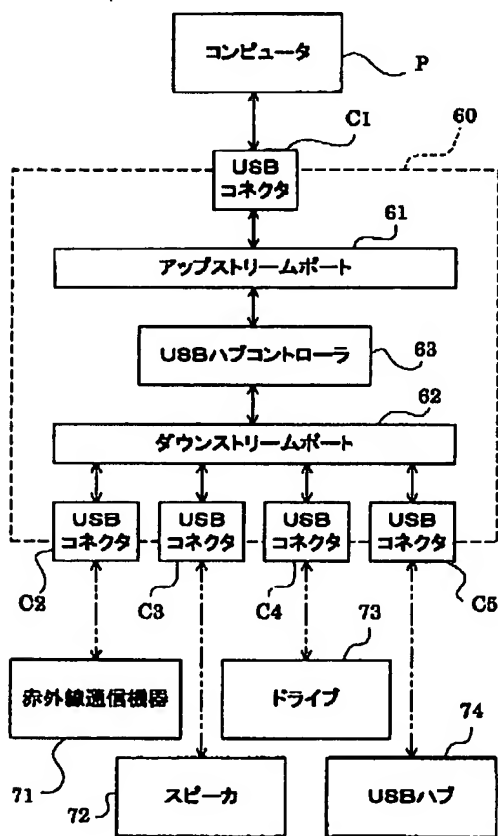 コンピュータ
P
C1
60
USB
コネクタ
61
アップストリームポート
USBハブコントローラ
63
62
ダウンストリームポート
USB
コネクタ
USB
コネクタ
USB
コネクタ
USB
コネクタ
C2
C3
C4
C5
73
赤外線通信機器
ドライブ
74
71
72
スピーカ
USBハブ